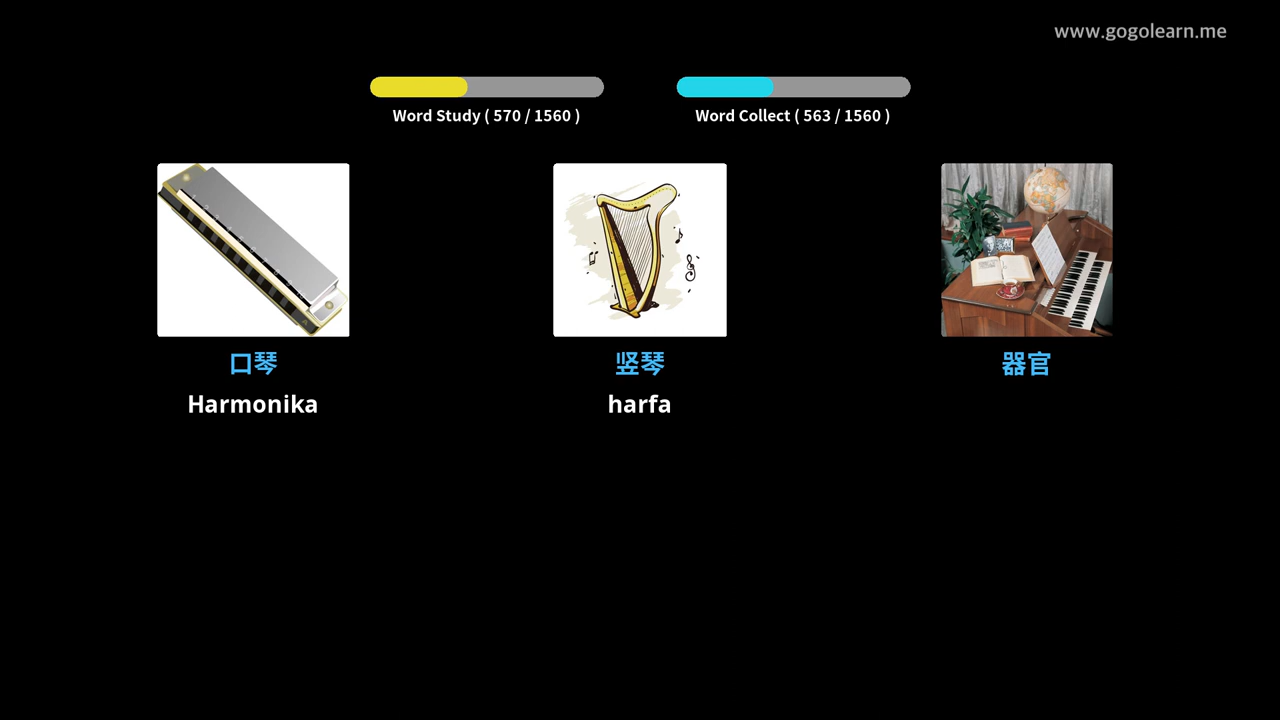 www.gogolearn.me
Word Study ( 570 / 1560 )
Word Collect ( 563 / 1560 )
口琴
竖琴
器官
Harmonika
harfa